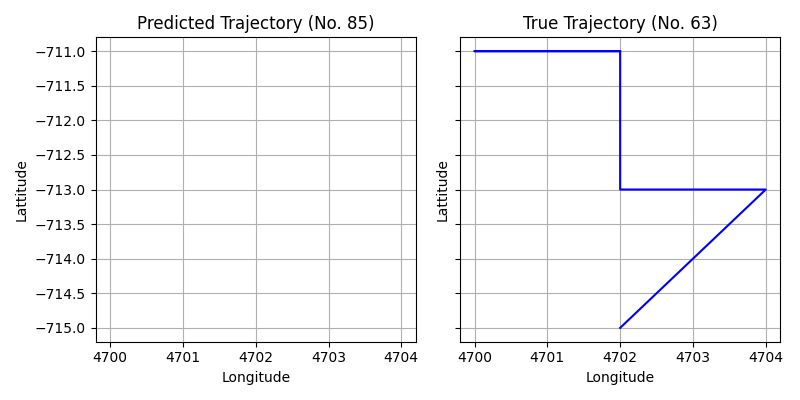 Predicted Trajectory (No. 85)
True Trajectory (No. 63)
−711.0
−711.5
−712.0
−712.5
−713.0
−713.5
−714.0
−714.5
−715.0
Lattitude
Lattitude
4700 4701 4702 4703 4704
4700 4701 4702 4703 4704
Longitude
Longitude